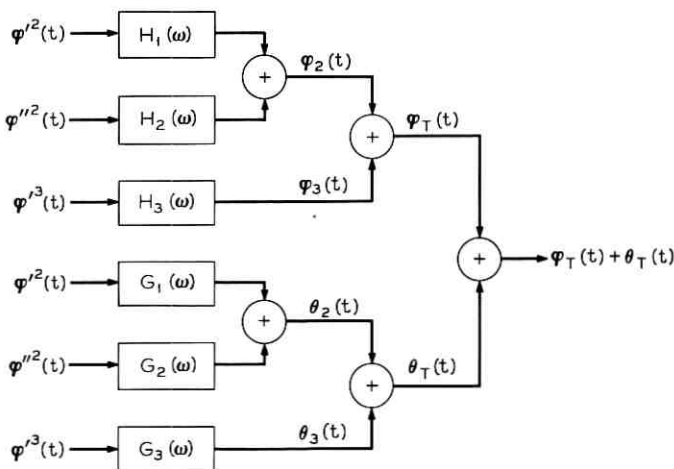 φ'²(t)
H₁(ω)
+
φ₂(t)
φ''²(t)
H₂(ω)
+
φ_T(t)
φ'³(t)
H₃(ω)
φ₃(t)
+
φ_T(t) + θ_T(t)
φ'²(t)
G₁(ω)
+
θ₂(t)
φ''²(t)
G₂(ω)
+
θ_T(t)
φ'³(t)
G₃(ω)
θ₃(t)